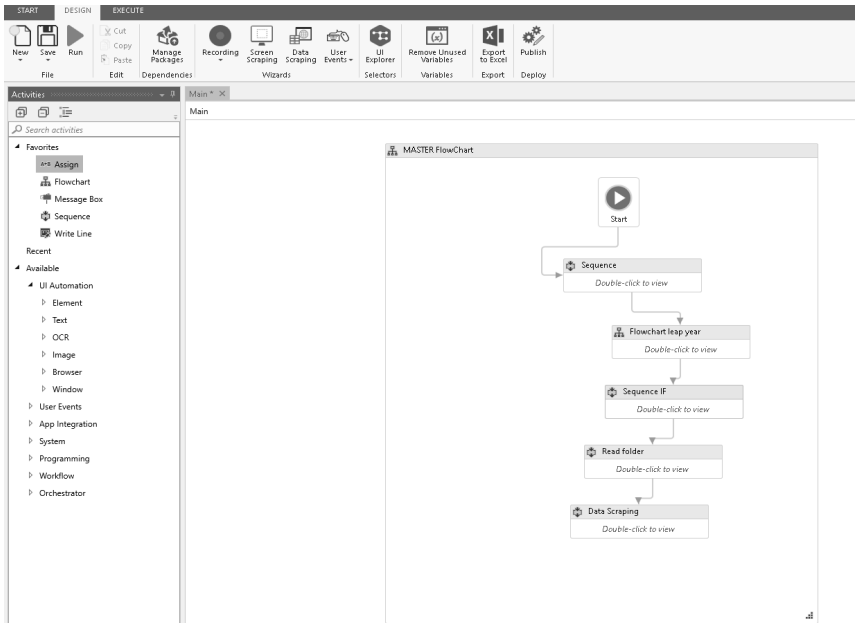 START DESIGN EXECUTE
New Save Run
Cut
Copy
Paste
Manage Packages
Recording
Screen Scraping
Data Scraping
User Events
UI Explorer
Remove Unused Variables
Export to Excel
Publish
File Edit Dependencies Wizards Selectors Variables Export Deploy
Activities
Main * ×
Main
Search activities
Favorites
A+B Assign
Flowchart
Message Box
Sequence
Write Line
Recent
Available
UI Automation
Element
Text
OCR
Image
Browser
Window
User Events
App Integration
System
Programming
Workflow
Orchestrator
MASTER FlowChart
Start
Sequence
Double-click to view
Flowchart leap year
Double-click to view
Sequence IF
Double-click to view
Read folder
Double-click to view
Data Scraping
Double-click to view